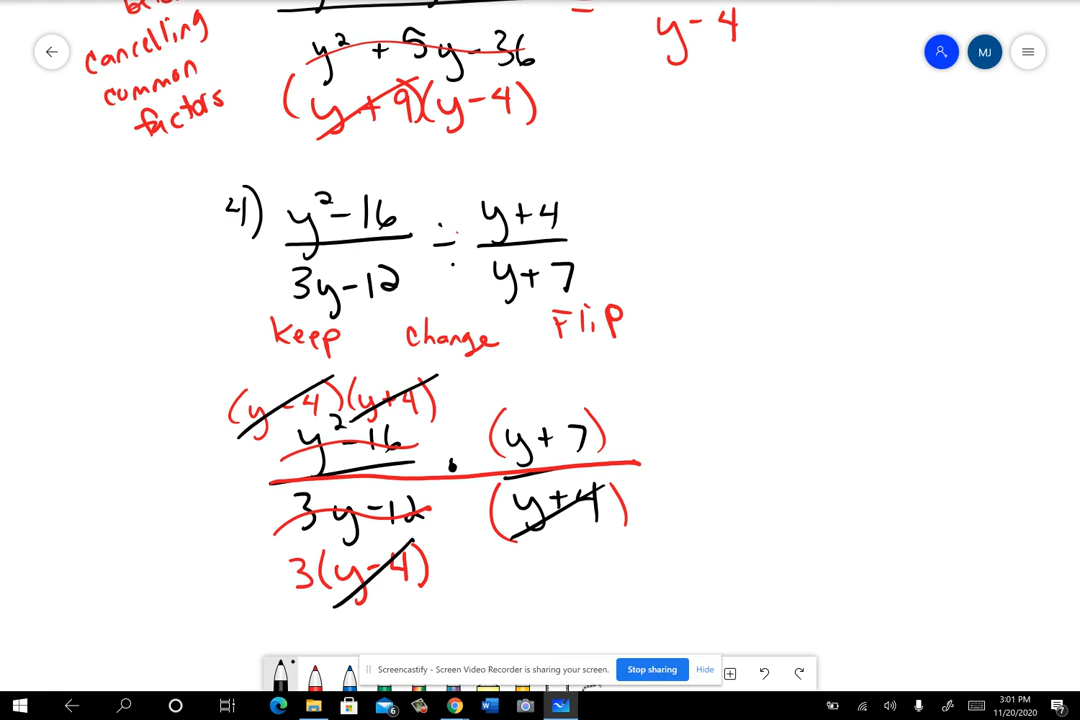 cancelling
common
factors
y² + 5y - 36
(y + 9)(y - 4)
=
y - 4
MJ
4) y² - 16 ÷ y + 4
3y - 12 y + 7
Keep change Flip
(y - 4)(y + 4)
y² - 16 · (y + 7)
3y - 12 (y + 4)
3(y - 4)
Screencastify - Screen Video Recorder is sharing your screen. Stop sharing Hide
6
3:01 PM
11/20/2020
7